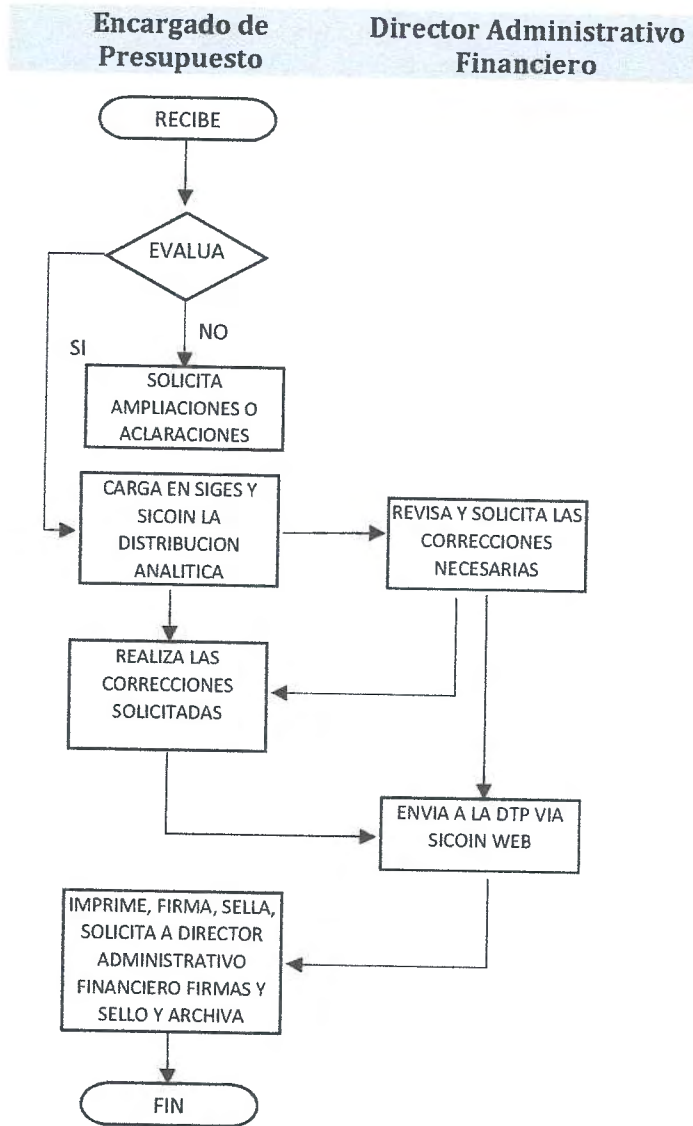 Encargado de
Presupuesto
Director Administrativo
Financiero
RECIBE
EVALUA
NO
SI
SOLICITA
AMPLIACIONES O
ACLARACIONES
CARGA EN SIGES Y
SICOIN LA
DISTRIBUCION
ANALITICA
REVISA Y SOLICITA LAS
CORRECCIONES
NECESARIAS
REALIZA LAS
CORRECCIONES
SOLICITADAS
ENVIA A LA DTP VIA
SICOIN WEB
IMPRIME, FIRMA, SELLA,
SOLICITA A DIRECTOR
ADMINISTRATIVO
FINANCIERO FIRMAS Y
SELLO Y ARCHIVA
FIN